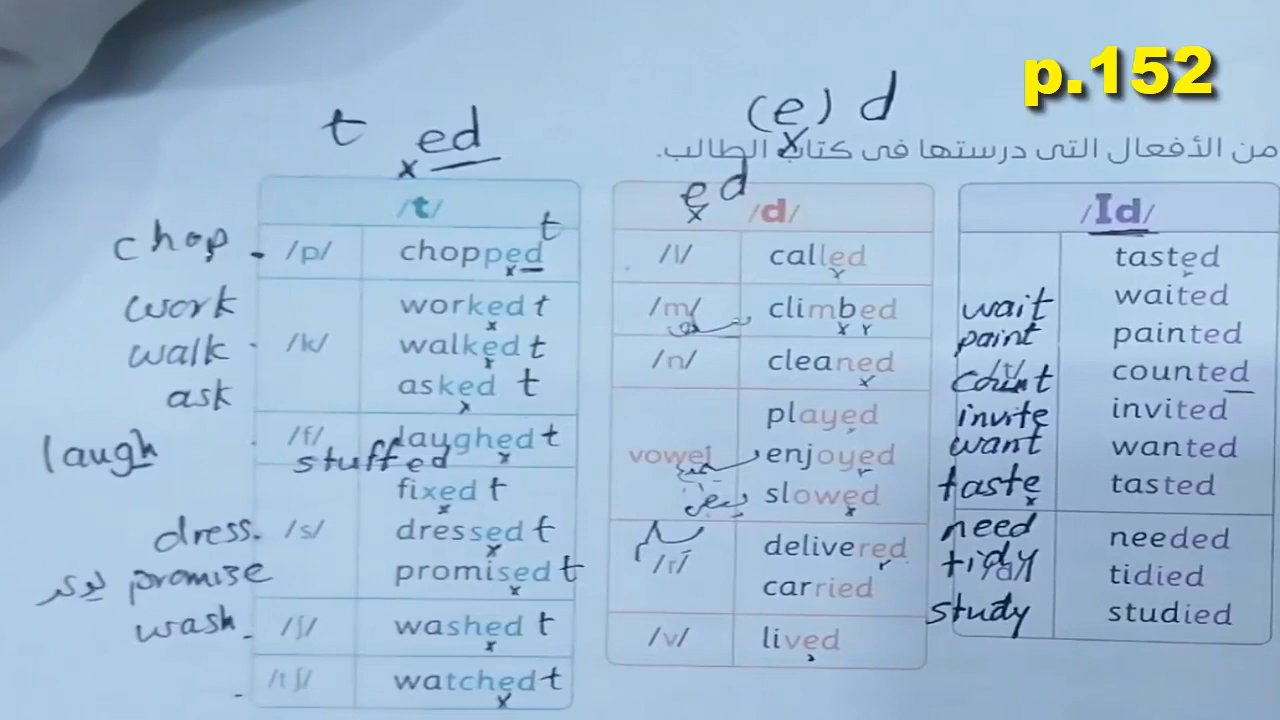 p.152
t ed
(e) d
من الأفعال التى درستها فى كتاب الطالب.
ed
/t/
t
chop /p/ chopped
work worked t
walk /k/ walked t
ask asked t
laugh /f/ laughed t
stuffed
fixed t
dress /s/ dressed t
promise promised t
wash /ʃ/ washed t
/tʃ/ watched t
/d/
/l/ called
/m/ climbed
/n/ cleaned
played
vowel enjoyed
slowed
/r/ delivered
carried
/v/ lived
/Id/
tasted
wait waited
paint painted
count counted
invite invited
want wanted
taste tasted
need needed
tidy tidied
study studied